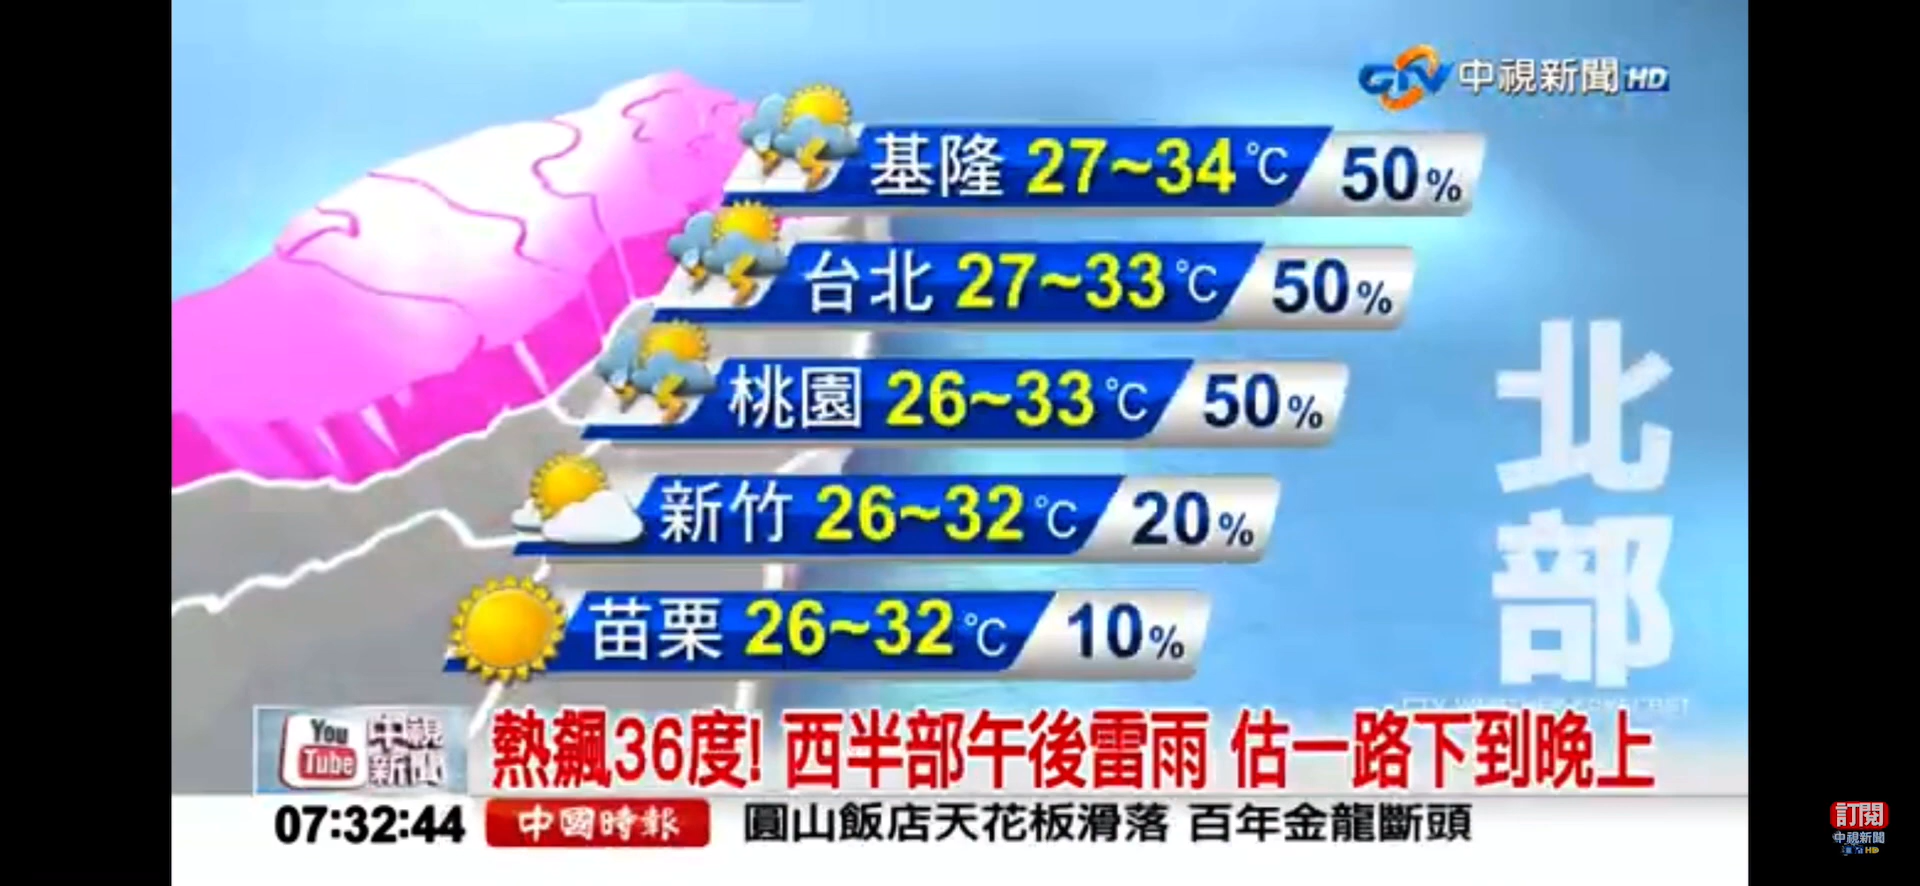 CTV 中視新聞 HD
基隆 27~34 ℃ 50%
台北 27~33 ℃ 50%
桃園 26~33 ℃ 50%
新竹 26~32 ℃ 20%
苗栗 26~32 ℃ 10%
北部
You Tube 中視新聞
熱飆36度! 西半部午後雷雨 估一路下到晚上
07:32:44 中國時報 圓山飯店天花板滑落 百年金龍斷頭
訂閱
中視新聞
HD